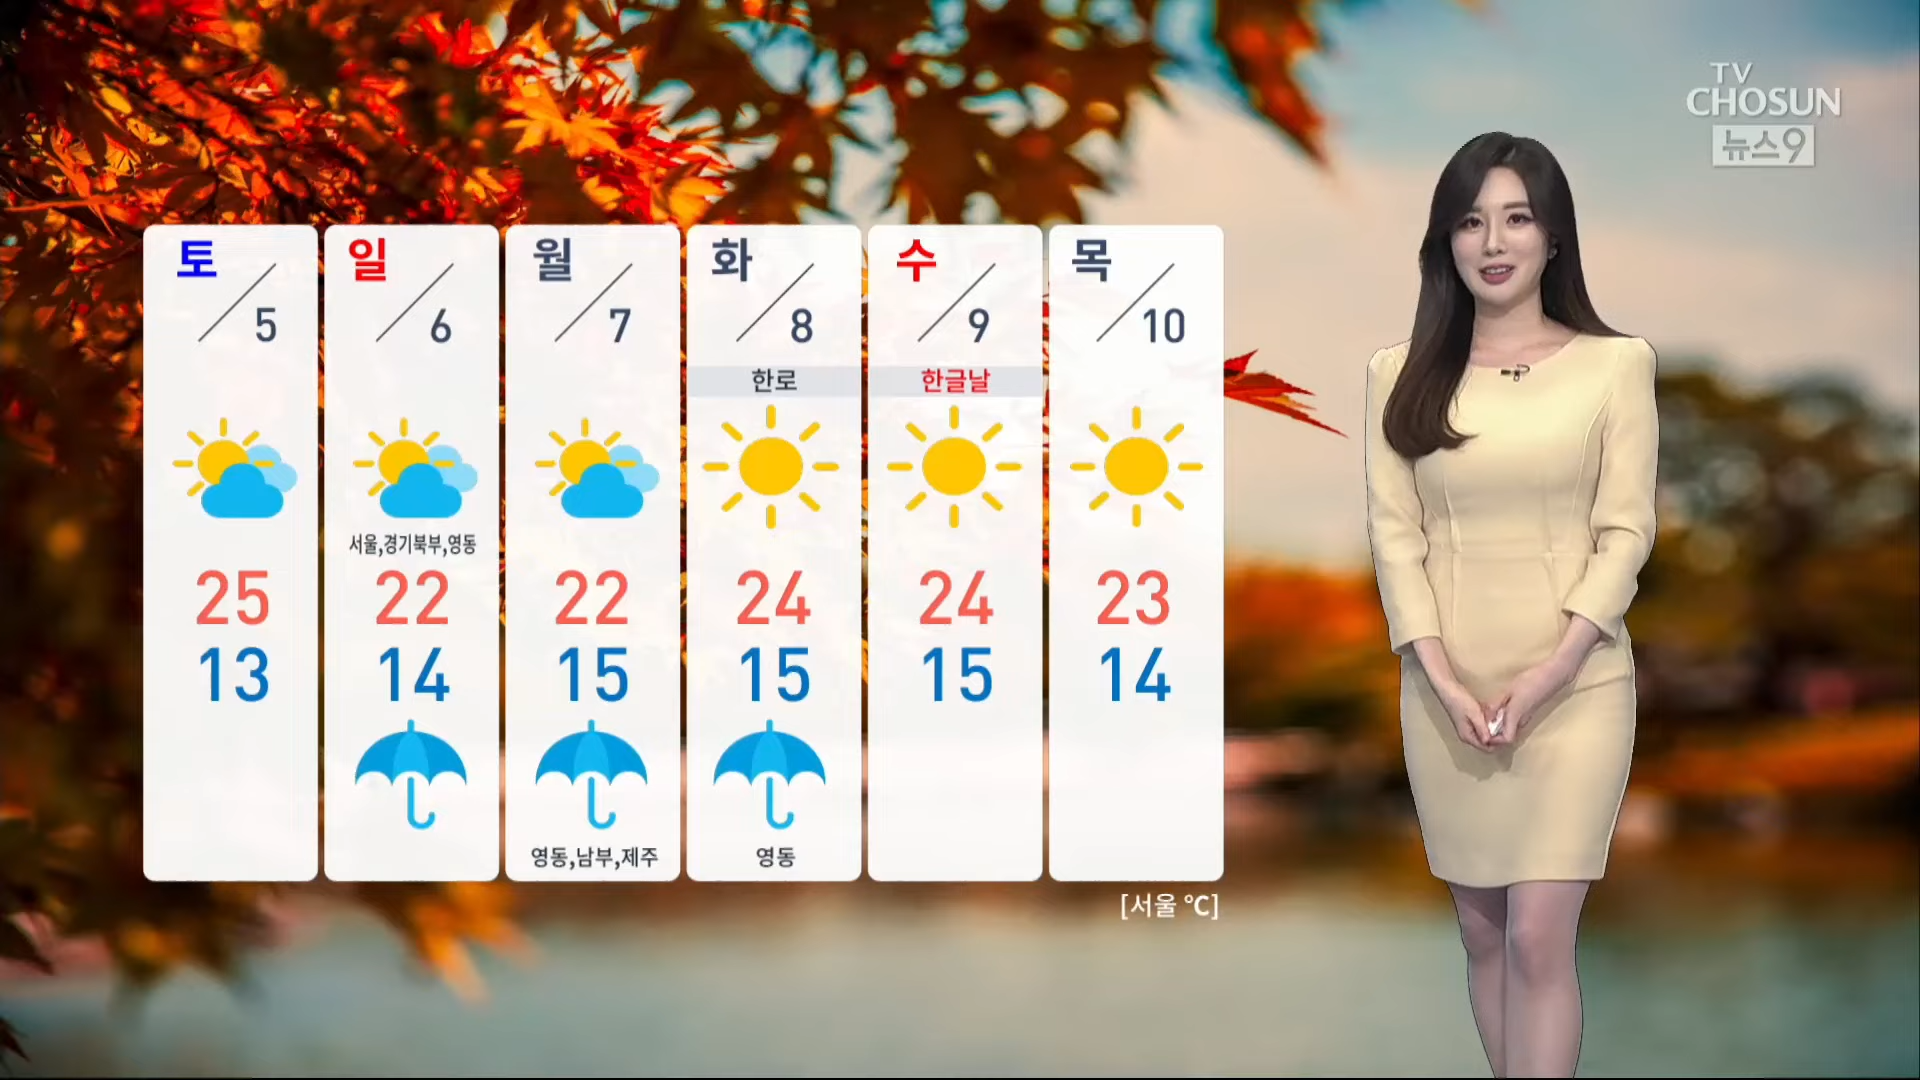 TV
CHOSUN
뉴스9
토 일 월 화 수 목
5 6 7 8 9 10
한로 한글날
서울,경기북부,영동
25 22 22 24 24 23
13 14 15 15 15 14
영동,남부,제주 영동
[서울 ℃]